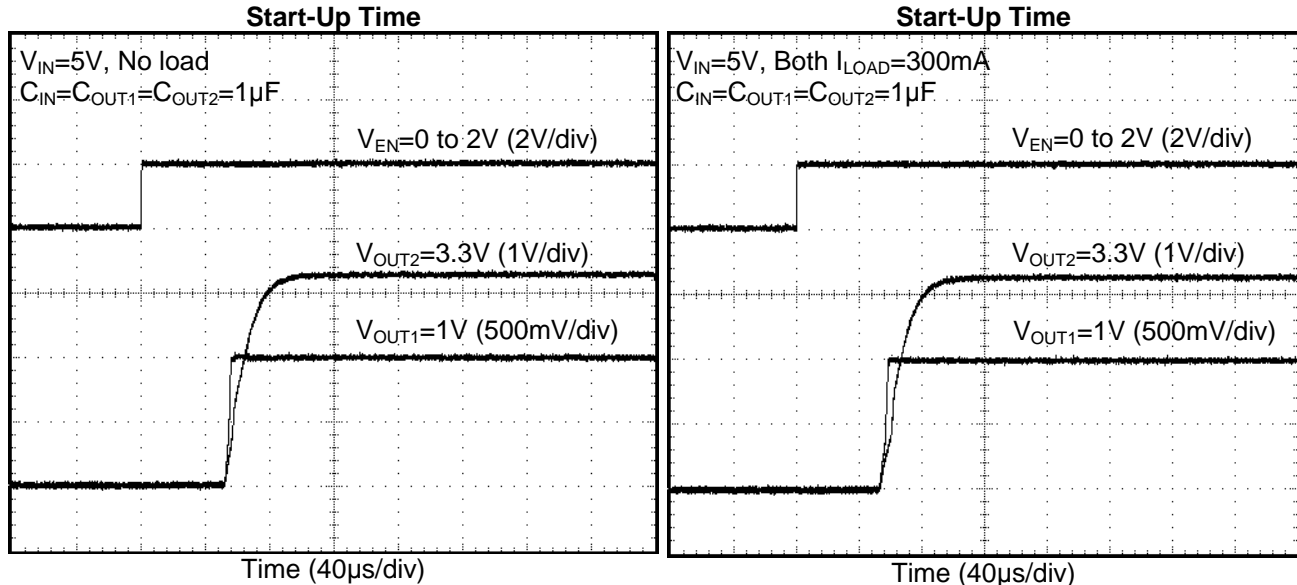 Start-Up Time
V_IN=5V, No load
C_IN=C_OUT1=C_OUT2=1µF
V_EN=0 to 2V (2V/div)
V_OUT2=3.3V (1V/div)
V_OUT1=1V (500mV/div)
Time (40µs/div)
Start-Up Time
V_IN=5V, Both I_LOAD=300mA
C_IN=C_OUT1=C_OUT2=1µF
V_EN=0 to 2V (2V/div)
V_OUT2=3.3V (1V/div)
V_OUT1=1V (500mV/div)
Time (40µs/div)